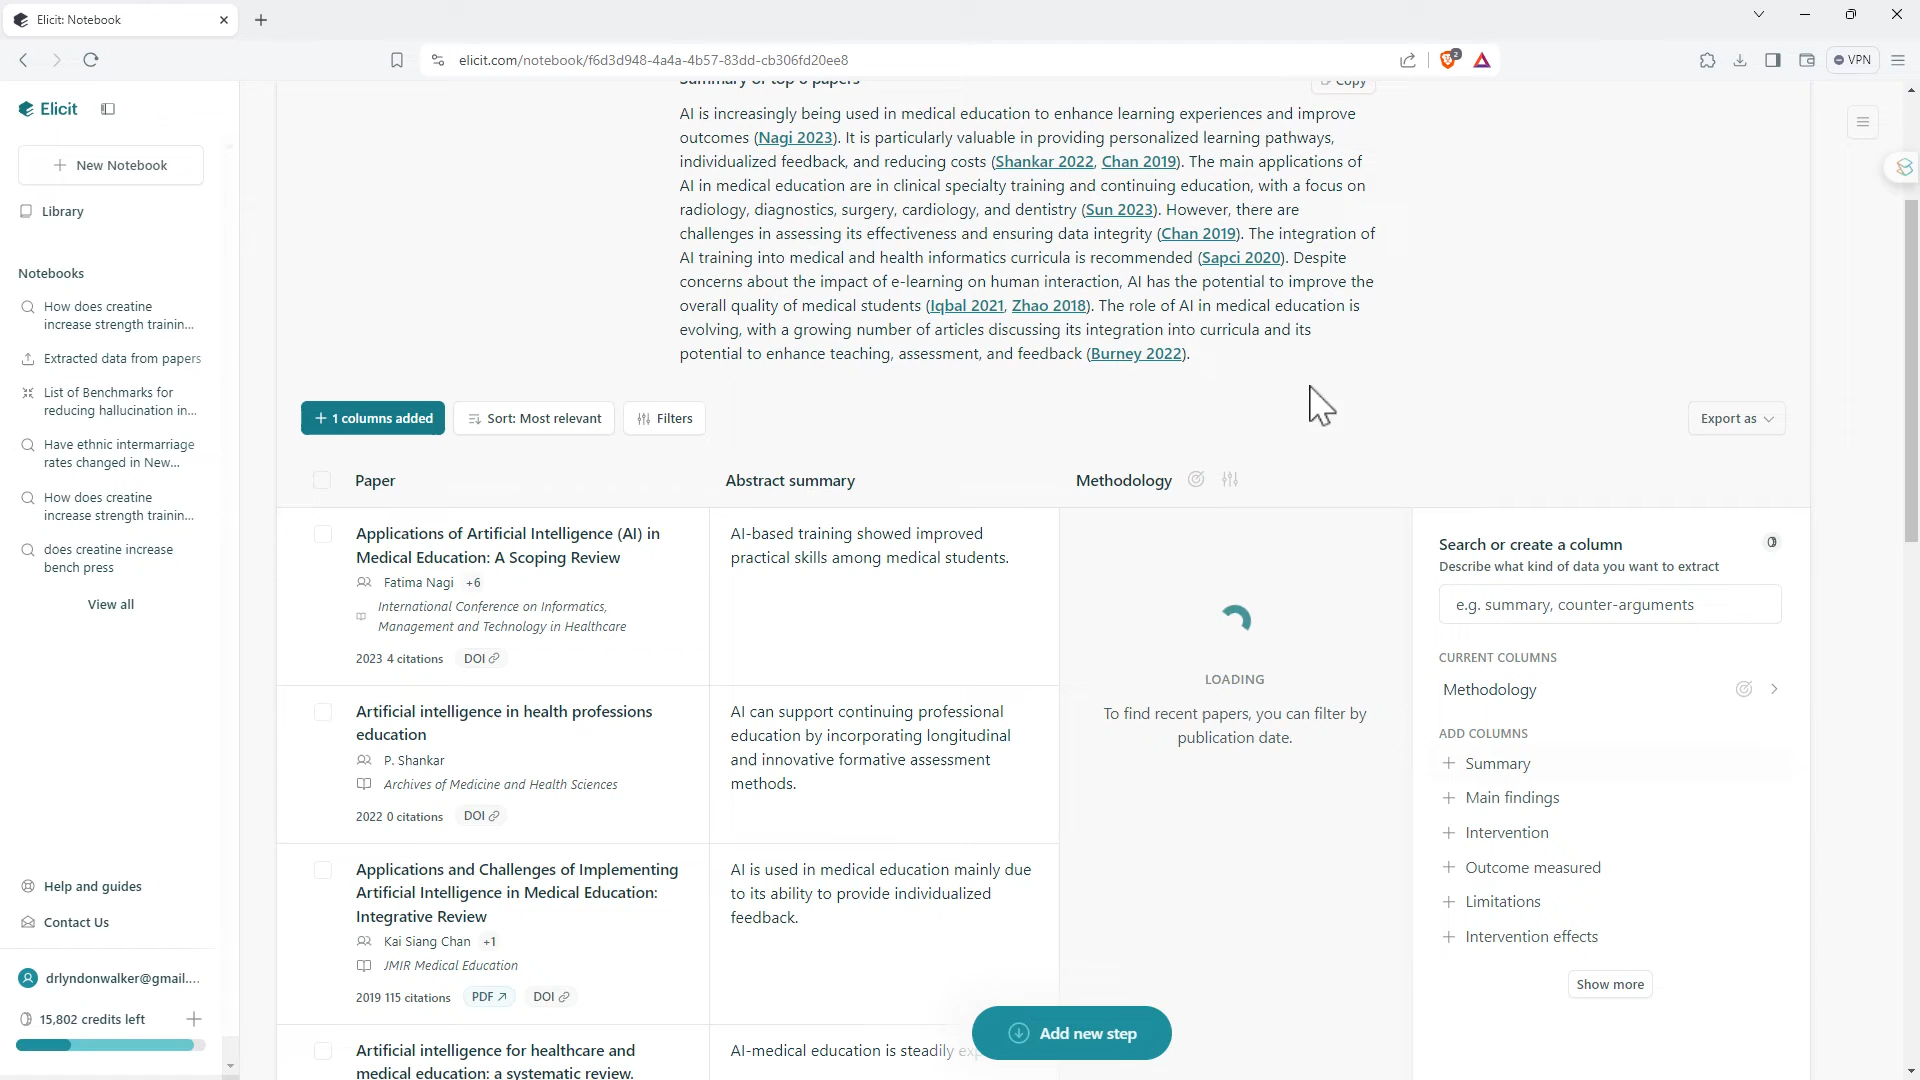 Elicit: Notebook
elicit.com/notebook/f6d3d948-4a4a-4b57-83dd-cb306fd20ee8
2
VPN
Elicit
New Notebook
Library
Notebooks
How does creatine
increase strength trainin...
Extracted data from papers
List of Benchmarks for
reducing hallucination in...
Have ethnic intermarriage
rates changed in New...
How does creatine
increase strength trainin...
does creatine increase
bench press
View all
Help and guides
Contact Us
drlyndonwalker@gmail....
15,802 credits left
Copy
AI is increasingly being used in medical education to enhance learning experiences and improve
outcomes (Nagi 2023). It is particularly valuable in providing personalized learning pathways,
individualized feedback, and reducing costs (Shankar 2022, Chan 2019). The main applications of
AI in medical education are in clinical specialty training and continuing education, with a focus on
radiology, diagnostics, surgery, cardiology, and dentistry (Sun 2023). However, there are
challenges in assessing its effectiveness and ensuring data integrity (Chan 2019). The integration of
AI training into medical and health informatics curricula is recommended (Sapci 2020). Despite
concerns about the impact of e-learning on human interaction, AI has the potential to improve the
overall quality of medical students (Iqbal 2021, Zhao 2018). The role of AI in medical education is
evolving, with a growing number of articles discussing its integration into curricula and its
potential to enhance teaching, assessment, and feedback (Burney 2022).
+ 1 columns added
Sort: Most relevant
Filters
Export as
Paper
Abstract summary
Methodology
Applications of Artificial Intelligence (AI) in
Medical Education: A Scoping Review
Fatima Nagi +6
International Conference on Informatics,
Management and Technology in Healthcare
2023 4 citations DOI
AI-based training showed improved
practical skills among medical students.
Artificial intelligence in health professions
education
P. Shankar
Archives of Medicine and Health Sciences
2022 0 citations DOI
AI can support continuing professional
education by incorporating longitudinal
and innovative formative assessment
methods.
Applications and Challenges of Implementing
Artificial Intelligence in Medical Education:
Integrative Review
Kai Siang Chan +1
JMIR Medical Education
2019 115 citations PDF DOI
AI is used in medical education mainly due
to its ability to provide individualized
feedback.
Artificial intelligence for healthcare and
medical education: a systematic review.
AI-medical education is steadily
LOADING
To find recent papers, you can filter by
publication date.
Add new step
Search or create a column
Describe what kind of data you want to extract
e.g. summary, counter-arguments
CURRENT COLUMNS
Methodology
ADD COLUMNS
+ Summary
+ Main findings
+ Intervention
+ Outcome measured
+ Limitations
+ Intervention effects
Show more